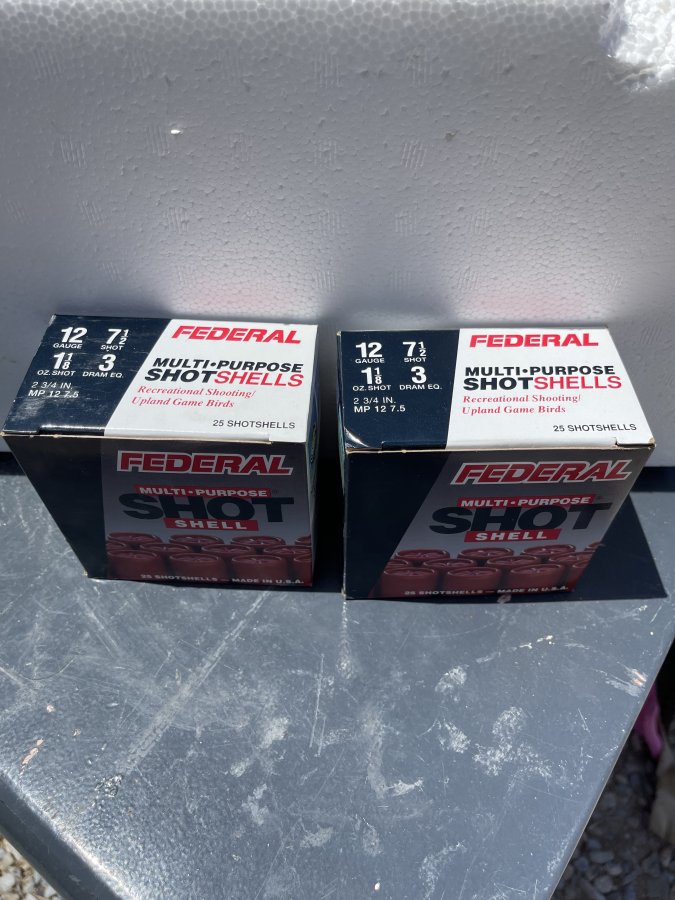 12 7½
GAUGE SHOT
1⅛ 3
OZ. SHOT DRAM EQ.
2 3/4 IN.
MP 12 7.5
FEDERAL
MULTI•PURPOSE
SHOTSHELLS
Recreational Shooting/
Upland Game Birds
25 SHOTSHELLS
FEDERAL
MULTI•PURPOSE
SHOT
SHELL
25 SHOTSHELLS — MADE IN U.S.A.
12 7½
GAUGE SHOT
1⅛ 3
OZ. SHOT DRAM EQ.
2 3/4 IN.
MP 12 7.5
FEDERAL
MULTI•PURPOSE
SHOTSHELLS
Recreational Shooting/
Upland Game Birds
25 SHOTSHELLS
FEDERAL
MULTI•PURPOSE
SHOT
SHELL
25 SHOTSHELLS — MADE IN U.S.A.